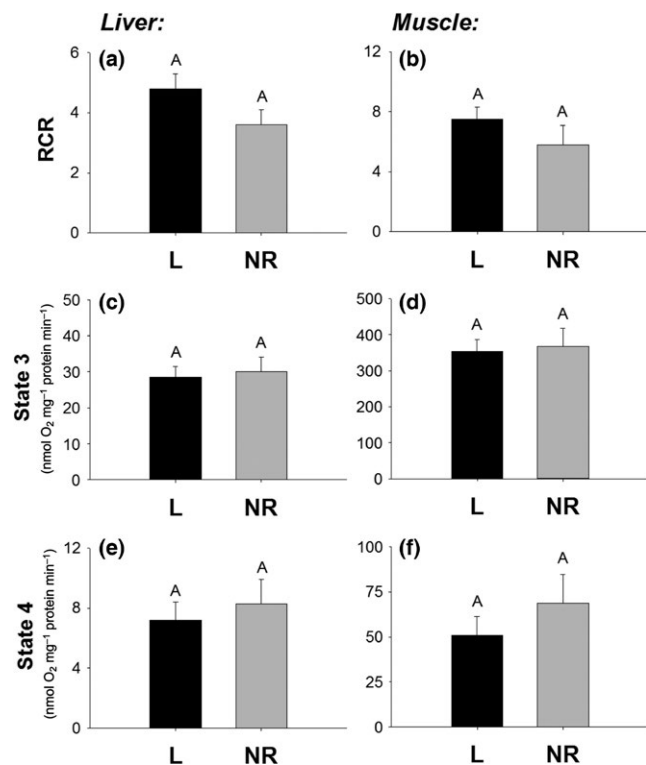 Liver:
Muscle:
(a)
RCR
6
4
2
0
A
A
L
NR
(b)
12
8
4
0
A
A
L
NR
(c)
State 3
(nmol O₂ mg⁻¹ protein min⁻¹)
50
40
30
20
10
0
A
A
L
NR
(d)
500
400
300
200
100
0
A
A
L
NR
(e)
State 4
(nmol O₂ mg⁻¹ protein min⁻¹)
12
8
4
0
A
A
L
NR
(f)
100
75
50
25
0
A
A
L
NR